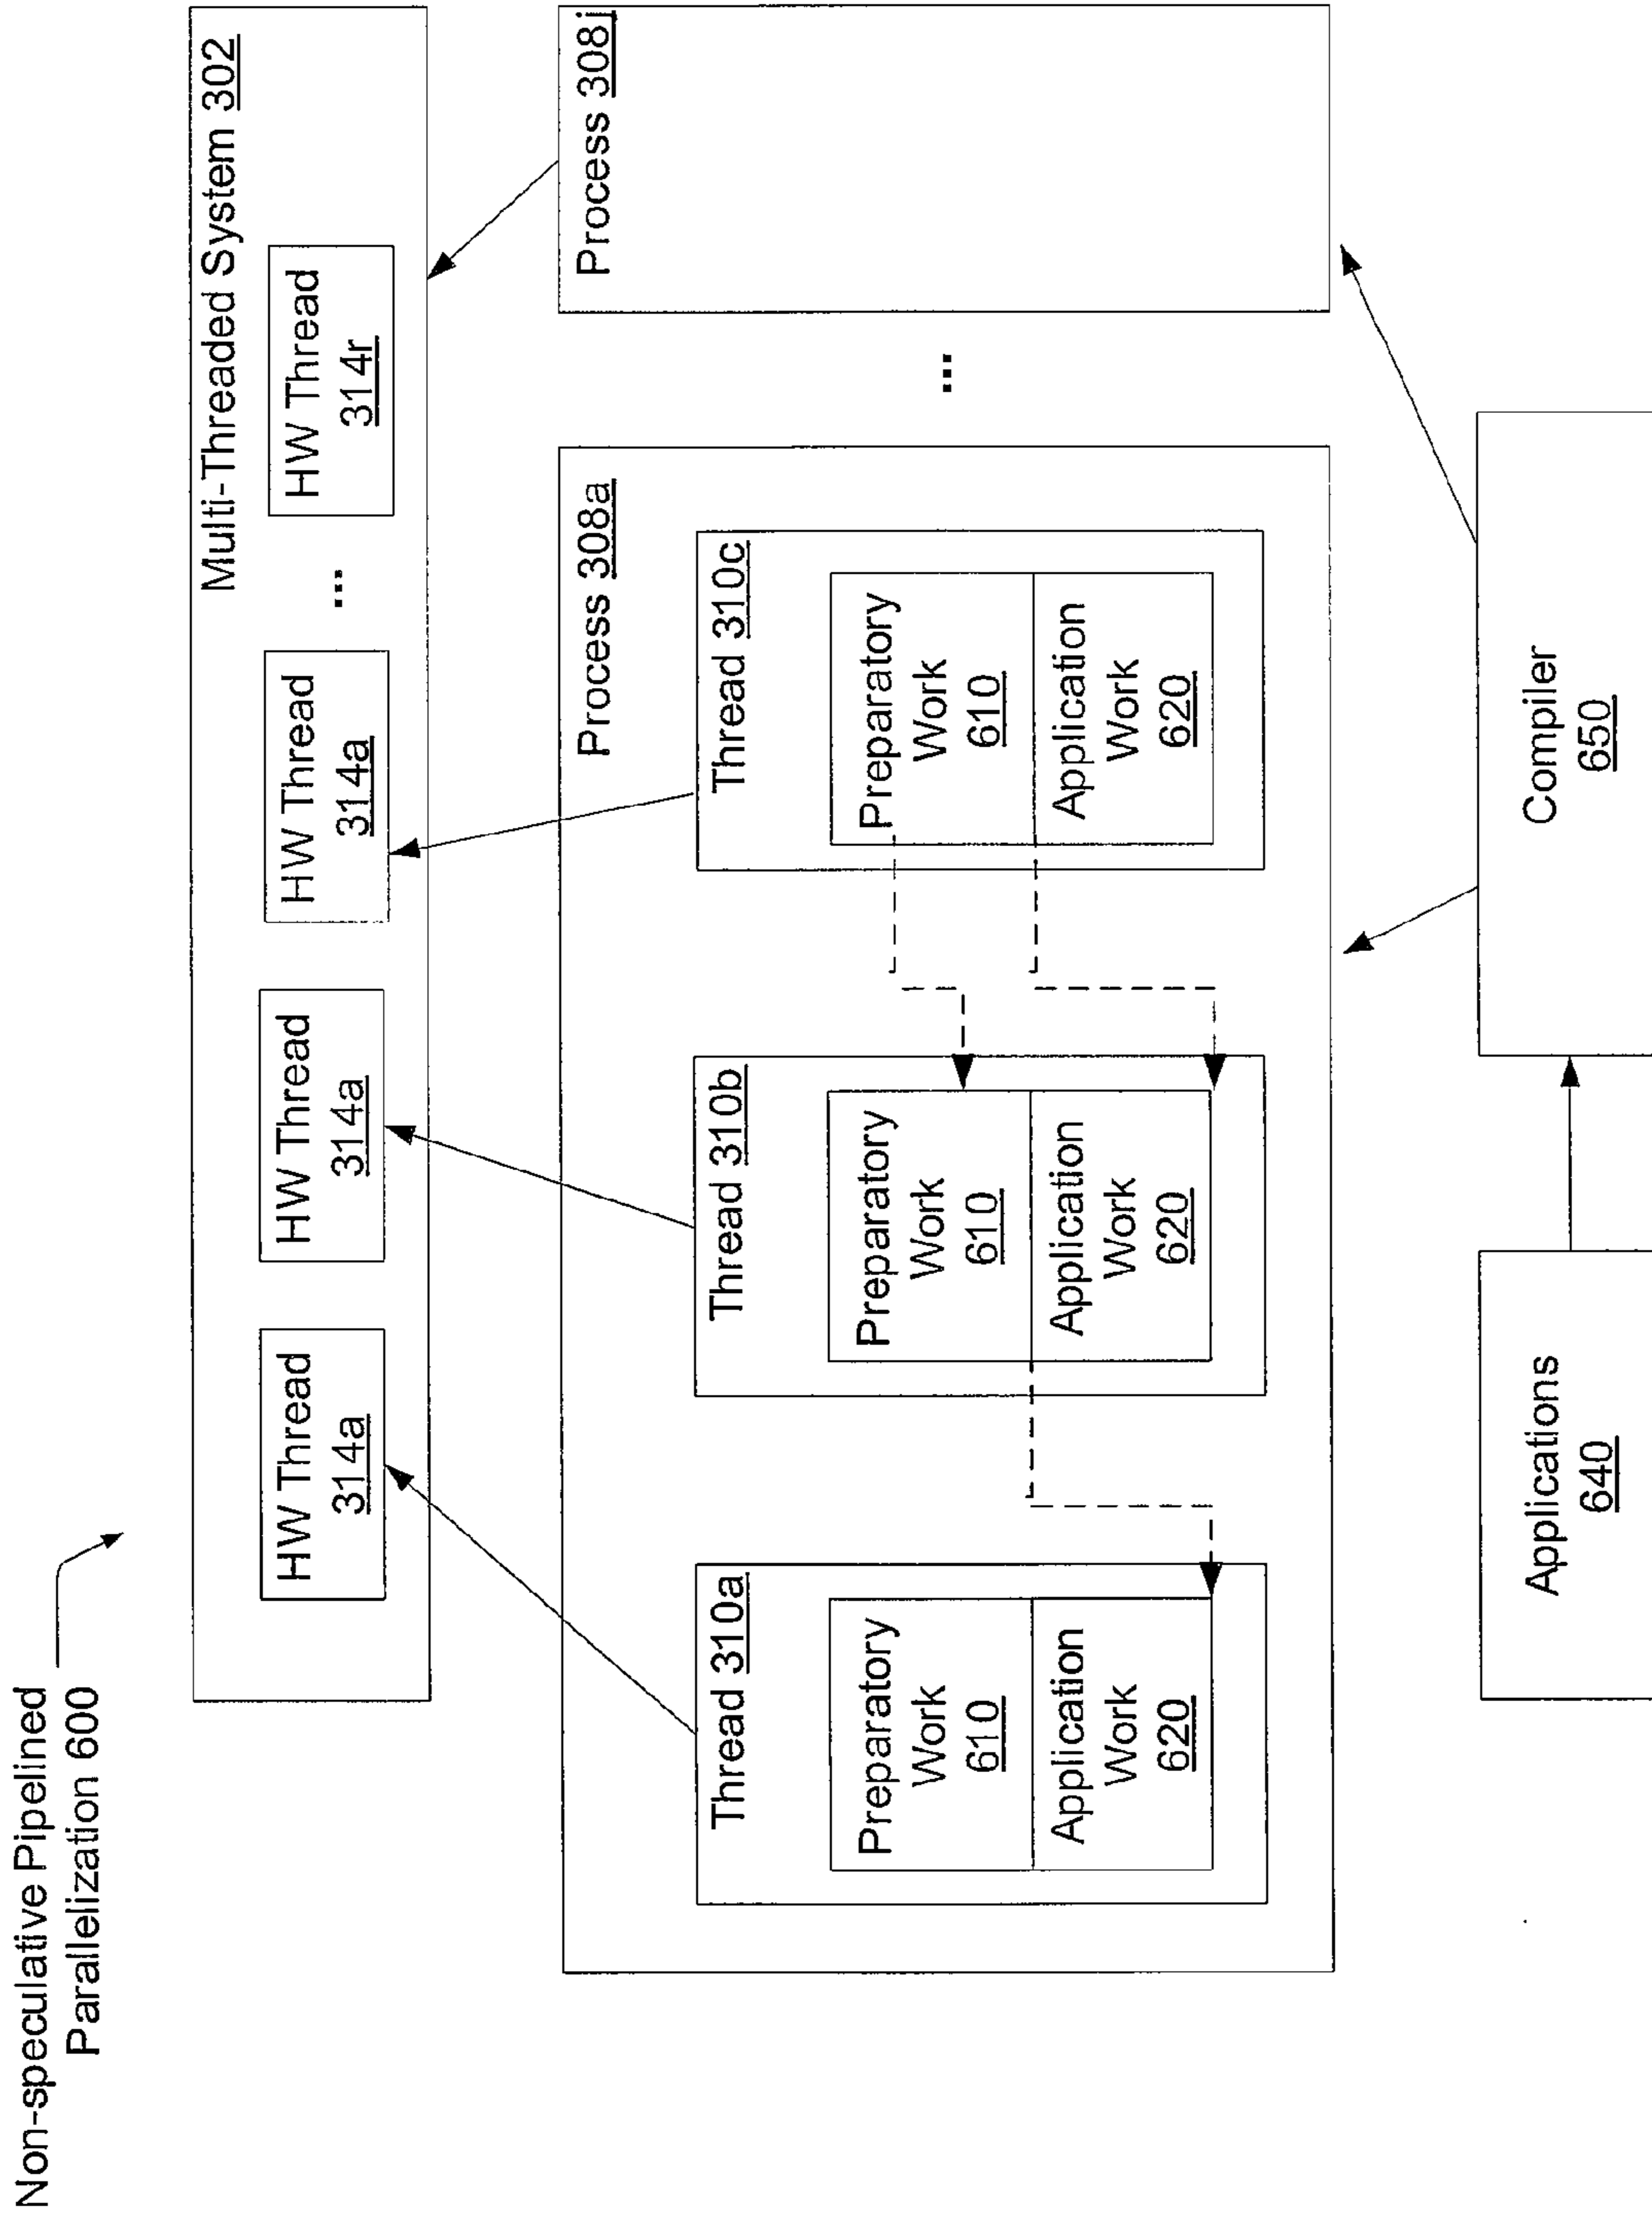 Non-speculative Pipelined
Parallelization 600
Multi-Threaded System 302
HW Thread
314a
HW Thread
314a
HW Thread
314a
...
HW Thread
314r
Process 308a
Thread 310a
Preparatory
Work
610
Application
Work
620
Thread 310b
Preparatory
Work
610
Application
Work
620
Thread 310c
Preparatory
Work
610
Application
Work
620
...
Process 308j
Applications
640
Compiler
650